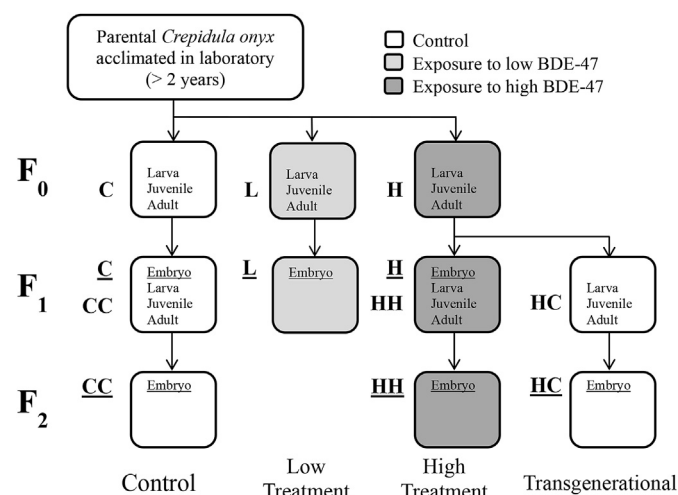 Parental Crepidula onyx
acclimated in laboratory
(> 2 years)
Control
Exposure to low BDE-47
Exposure to high BDE-47
F0
C
Larva
Juvenile
Adult
L
Larva
Juvenile
Adult
H
Larva
Juvenile
Adult
F1
C
CC
Embryo
Larva
Juvenile
Adult
L
Embryo
H
HH
Embryo
Larva
Juvenile
Adult
HC
Larva
Juvenile
Adult
F2
CC
Embryo
HH
Embryo
HC
Embryo
Control
Low
Treatment
High
Treatment
Transgenerational